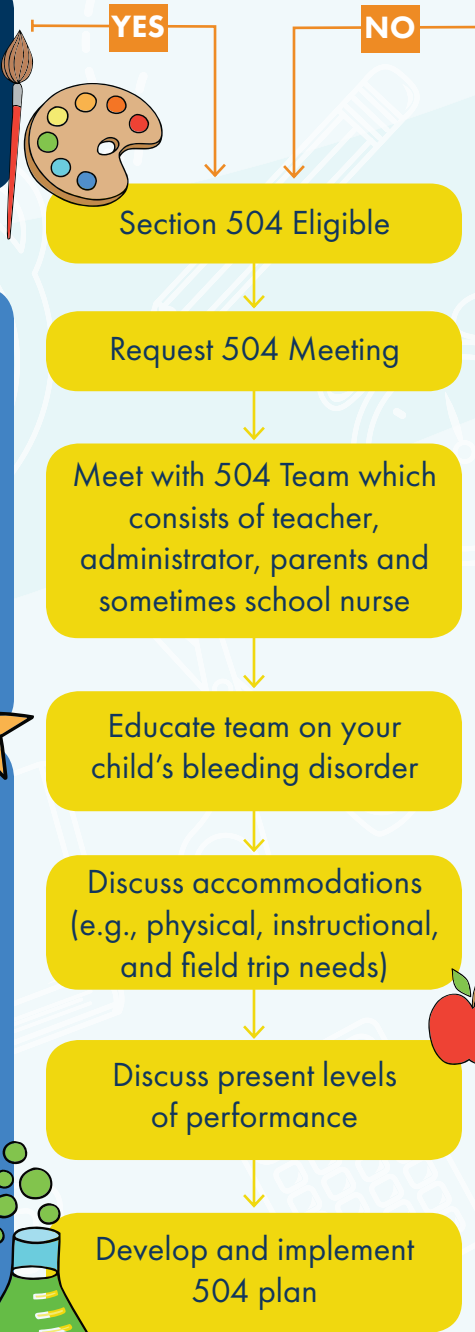 YES
NO
Section 504 Eligible
Request 504 Meeting
Meet with 504 Team which
consists of teacher,
administrator, parents and
sometimes school nurse
Educate team on your
child’s bleeding disorder
Discuss accommodations
(e.g., physical, instructional,
and field trip needs)
Discuss present levels
of performance
Develop and implement
504 plan